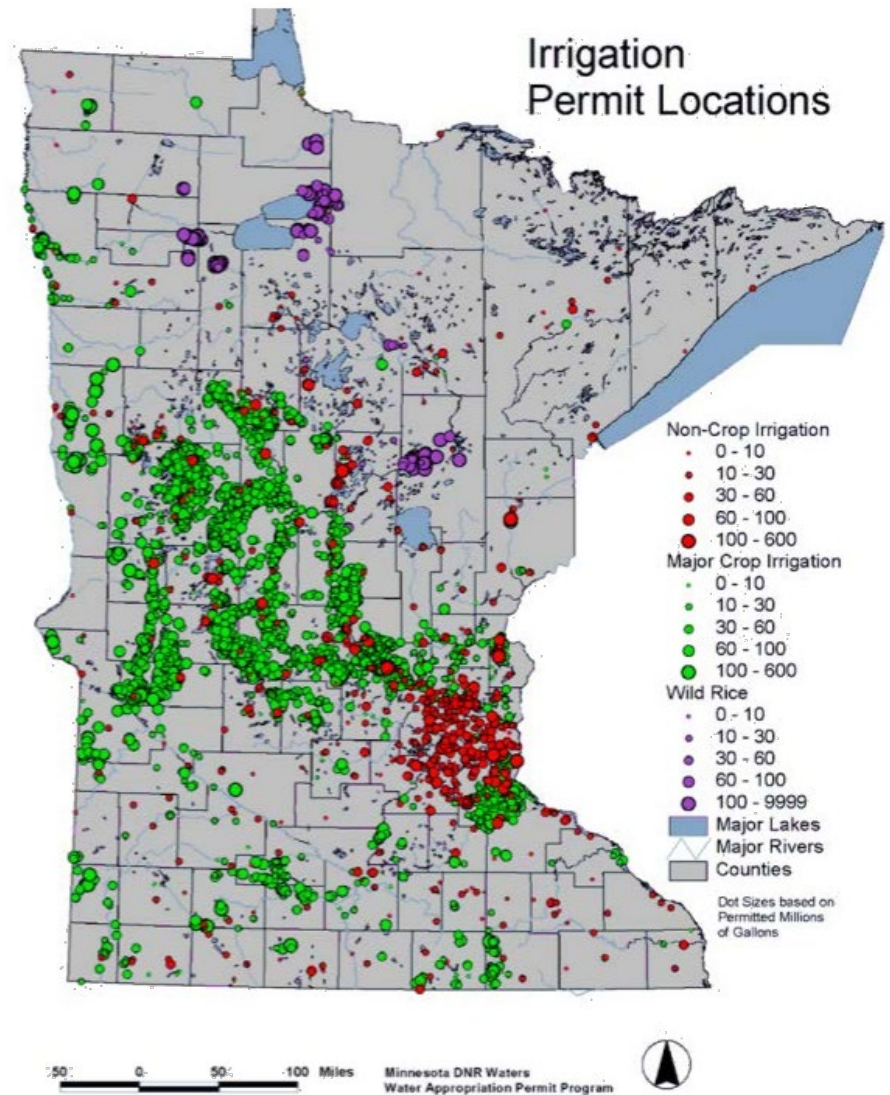 Irrigation
Permit Locations
Non-Crop Irrigation
0 - 10
10 - 30
30 - 60
60 - 100
100 - 600
Major Crop Irrigation
0 - 10
10 - 30
30 - 60
60 - 100
100 - 600
Wild Rice
0 - 10
10 - 30
30 - 60
60 - 100
100 - 9999
Major Lakes
Major Rivers
Counties
Dot Sizes based on
Permitted Millions
of Gallons
50 0 50 100 Miles
Minnesota DNR Waters
Water Appropriation Permit Program